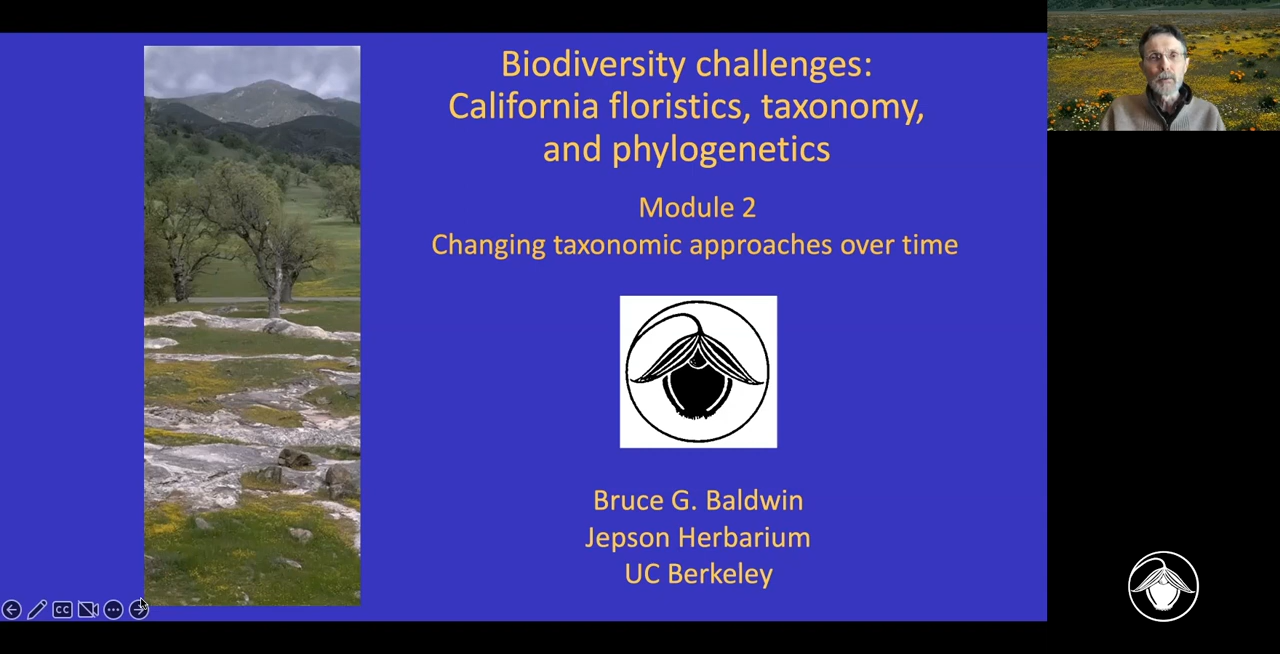 Biodiversity challenges:
California floristics, taxonomy,
and phylogenetics
Module 2
Changing taxonomic approaches over time
Bruce G. Baldwin
Jepson Herbarium
UC Berkeley
CC